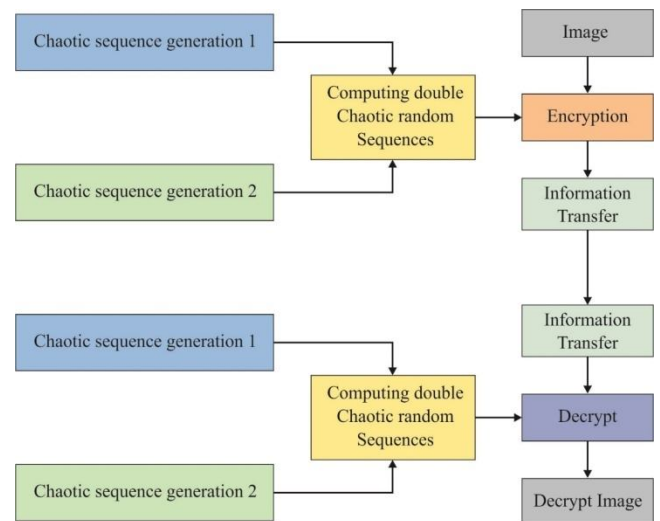 Chaotic sequence generation 1
Image
Computing double
Chaotic random
Sequences
Encryption
Chaotic sequence generation 2
Information
Transfer
Chaotic sequence generation 1
Information
Transfer
Computing double
Chaotic random
Sequences
Decrypt
Chaotic sequence generation 2
Decrypt Image